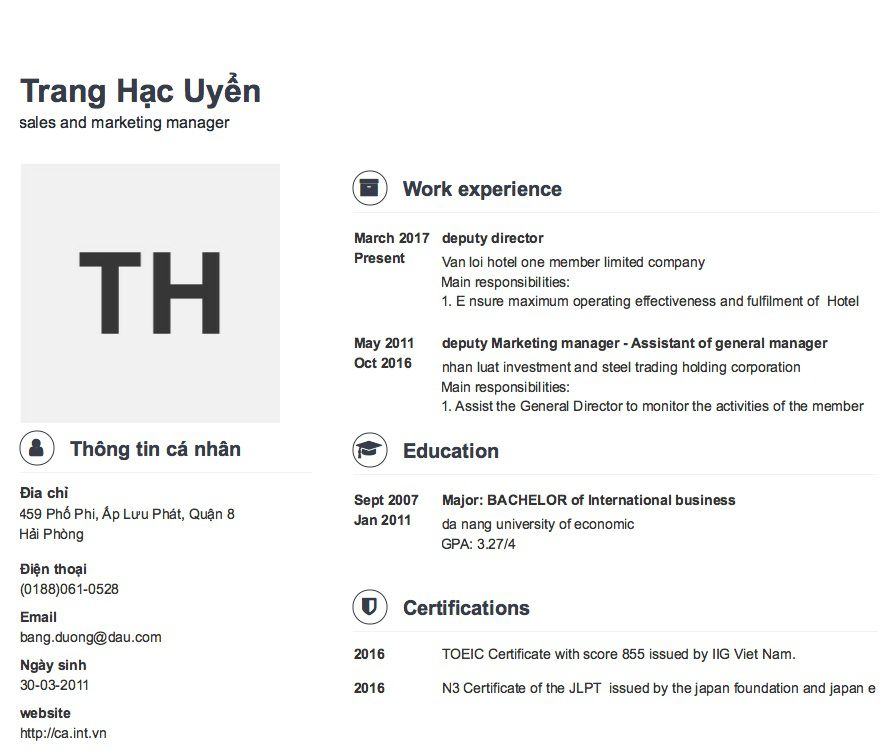 Trang Hạc Uyển
sales and marketing manager
TH
Thông tin cá nhân
Đia chỉ
459 Phố Phi, Ấp Lưu Phát, Quận 8
Hải Phòng
Điện thoại
(0188)061-0528
Email
bang.duong@dau.com
Ngày sinh
30-03-2011
website
http://ca.int.vn
Work experience
March 2017 deputy director
Present
Van loi hotel one member limited company
Main responsibilities:
1. E nsure maximum operating effectiveness and fulfilment of Hotel
May 2011 deputy Marketing manager - Assistant of general manager
Oct 2016
nhan luat investment and steel trading holding corporation
Main responsibilities:
1. Assist the General Director to monitor the activities of the member
Education
Sept 2007 Major: BACHELOR of International business
Jan 2011
da nang university of economic
GPA: 3.27/4
Certifications
2016 TOEIC Certificate with score 855 issued by IIG Viet Nam.
2016 N3 Certificate of the JLPT issued by the japan foundation and japan e